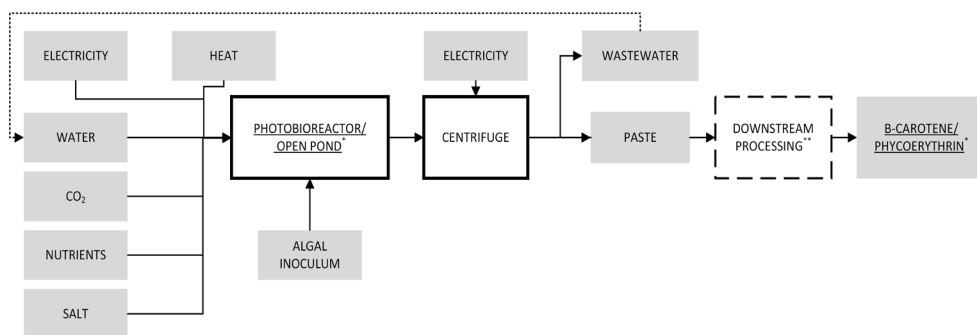 ELECTRICITY
HEAT
ELECTRICITY
WASTEWATER
WATER
PHOTOBIOREACTOR/
OPEN POND*
CENTRIFUGE
PASTE
DOWNSTREAM
PROCESSING**
Β-CAROTENE/
PHYCOERYTHRIN*
CO₂
NUTRIENTS
ALGAL
INOCULUM
SALT